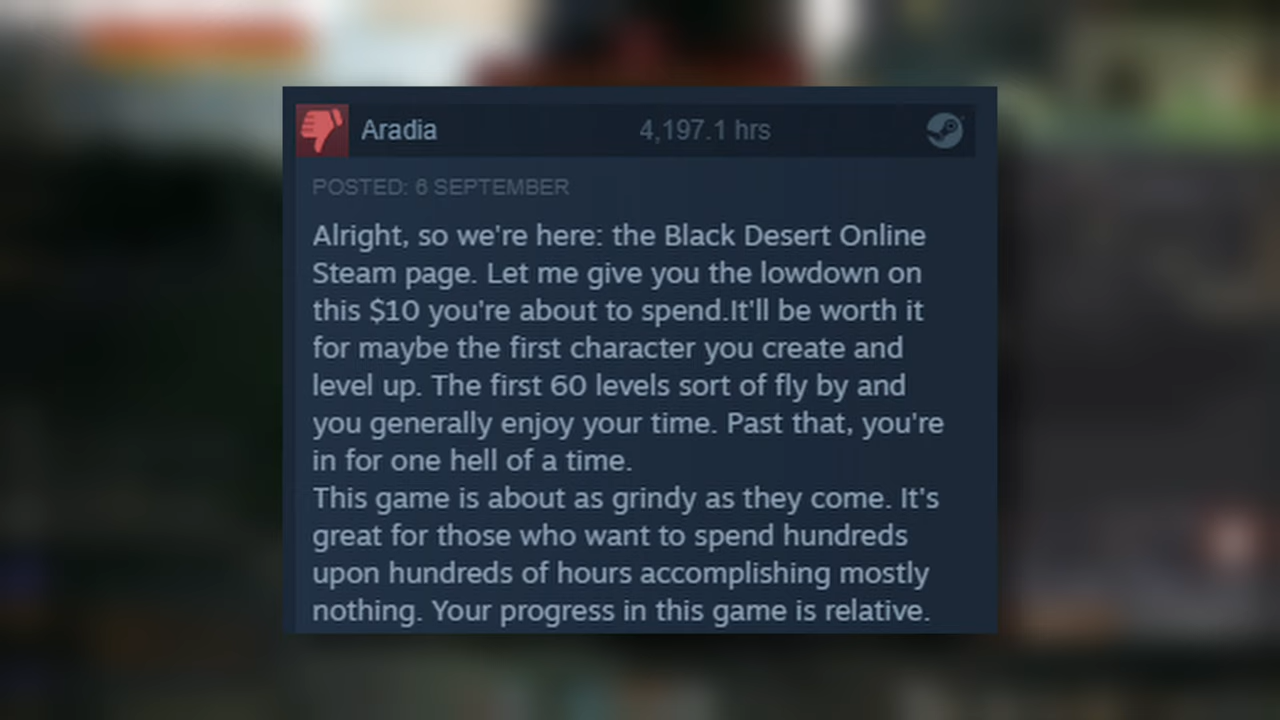 Aradia 4,197.1 hrs
POSTED: 6 SEPTEMBER
Alright, so we're here: the Black Desert Online
Steam page. Let me give you the lowdown on
this $10 you're about to spend.It'll be worth it
for maybe the first character you create and
level up. The first 60 levels sort of fly by and
you generally enjoy your time. Past that, you're
in for one hell of a time.
This game is about as grindy as they come. It's
great for those who want to spend hundreds
upon hundreds of hours accomplishing mostly
nothing. Your progress in this game is relative.